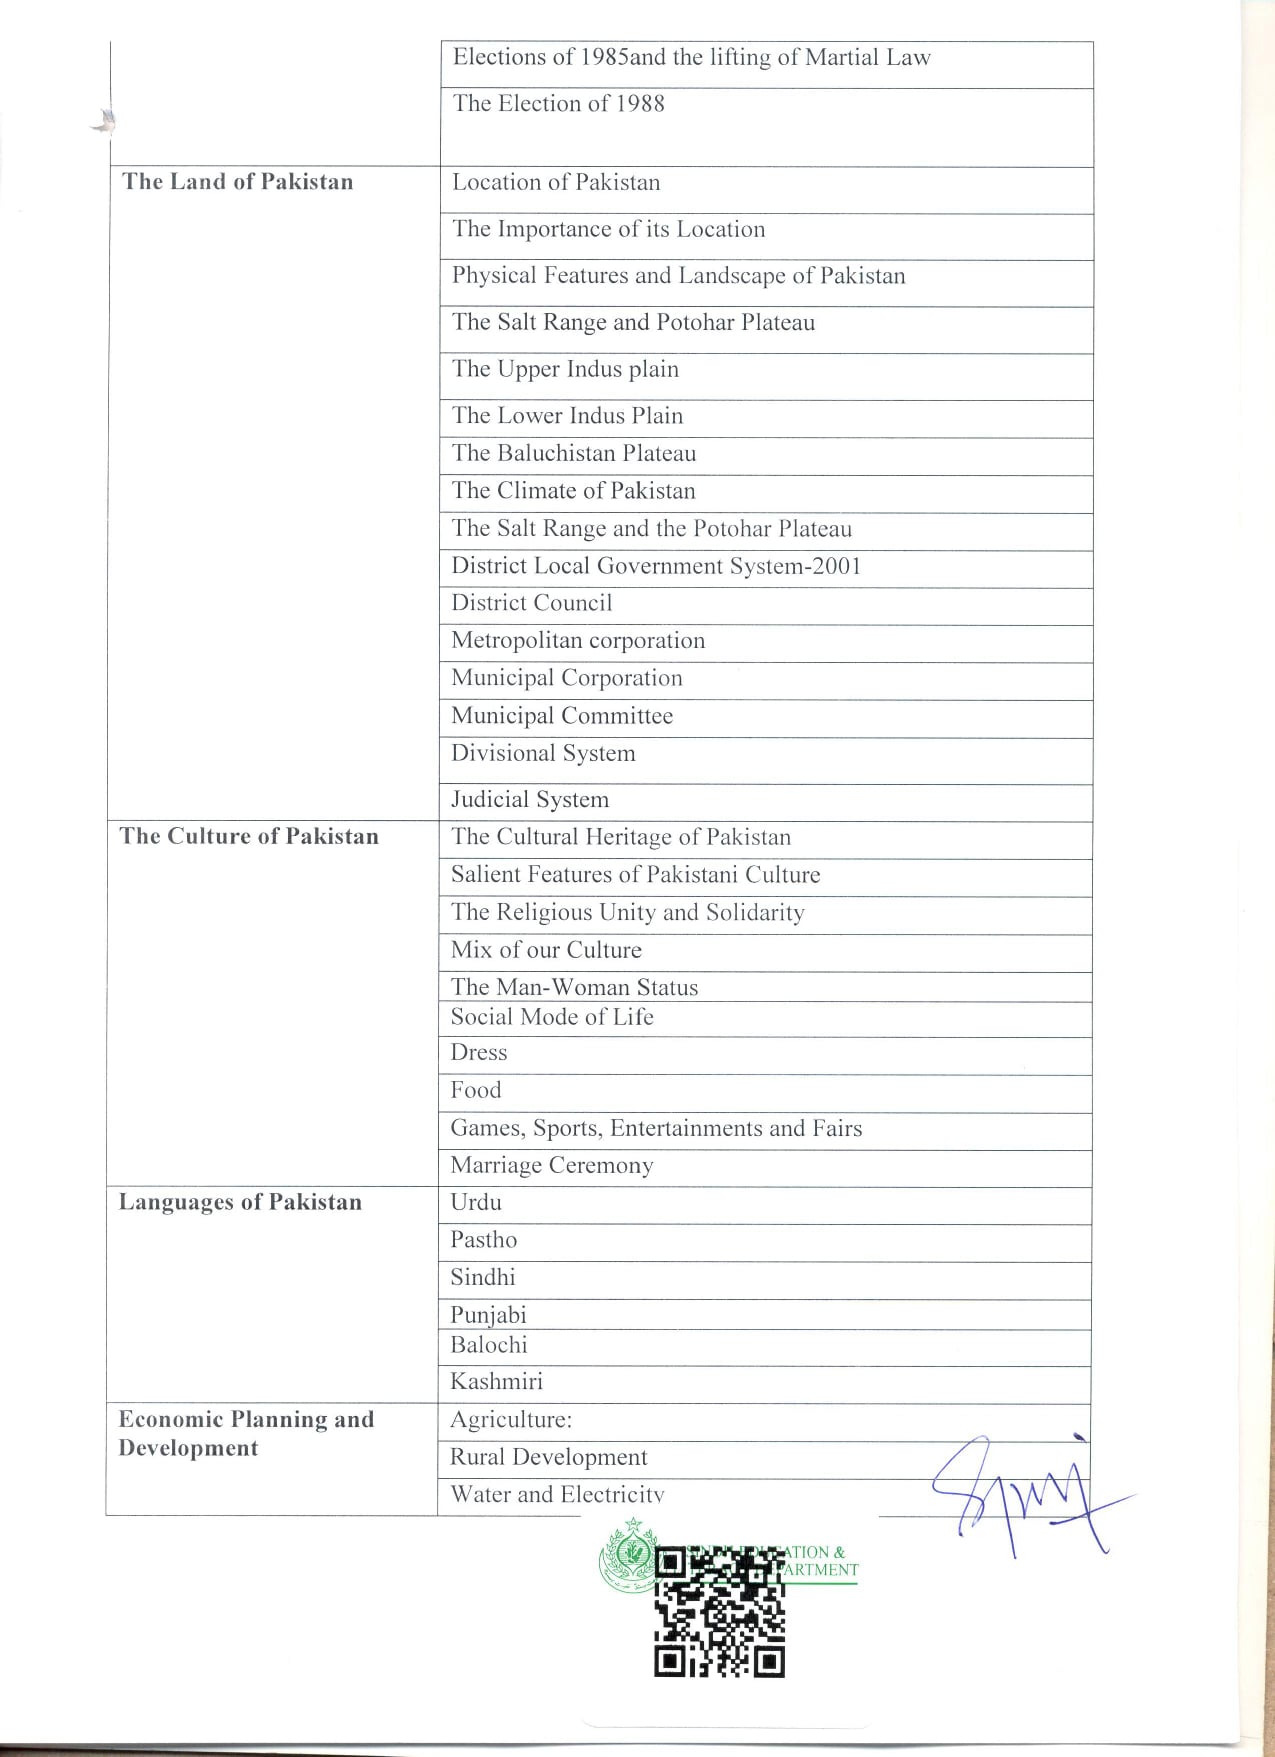 Elections of 1985and the lifting of Martial Law
The Election of 1988
The Land of Pakistan
Location of Pakistan
The Importance of its Location
Physical Features and Landscape of Pakistan
The Salt Range and Potohar Plateau
The Upper Indus plain
The Lower Indus Plain
The Baluchistan Plateau
The Climate of Pakistan
The Salt Range and the Potohar Plateau
District Local Government System-2001
District Council
Metropolitan corporation
Municipal Corporation
Municipal Committee
Divisional System
Judicial System
The Culture of Pakistan
The Cultural Heritage of Pakistan
Salient Features of Pakistani Culture
The Religious Unity and Solidarity
Mix of our Culture
The Man-Woman Status
Social Mode of Life
Dress
Food
Games, Sports, Entertainments and Fairs
Marriage Ceremony
Languages of Pakistan
Urdu
Pastho
Sindhi
Punjabi
Balochi
Kashmiri
Economic Planning and
Development
Agriculture:
Rural Development
Water and Electricity
&